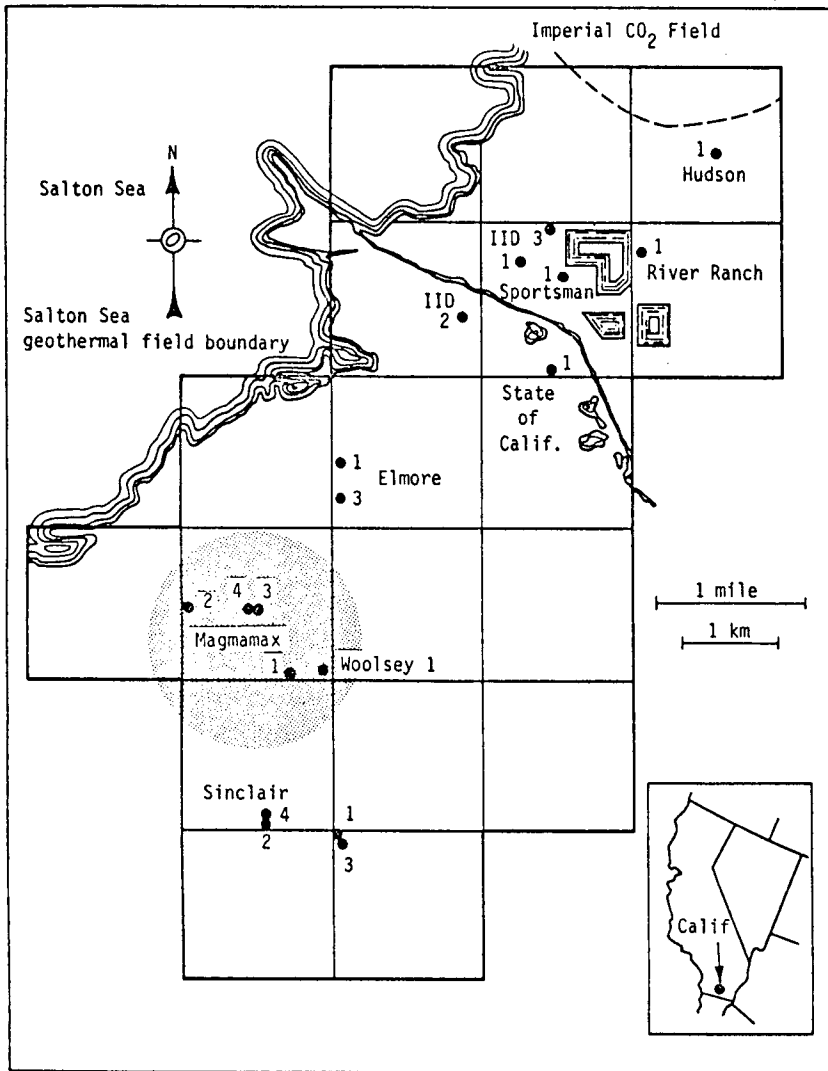 Imperial CO₂ Field
N
Salton Sea
1
Hudson
IID 3
1
1
Sportsman
1
River Ranch
Salton Sea
geothermal field boundary
IID
2
1
State
of
Calif.
1
Elmore
3
2
4
3
1 mile
1 km
Magmamax
1
Woolsey 1
Sinclair
4
2
1
3
Calif